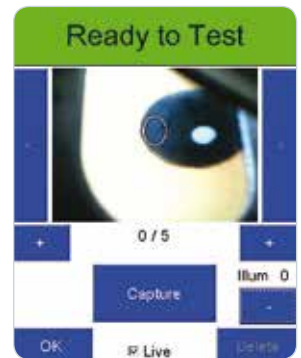 Ready to Test
- -
0 / 5
+ +
Illum 0
Capture
-
OK Live Delete